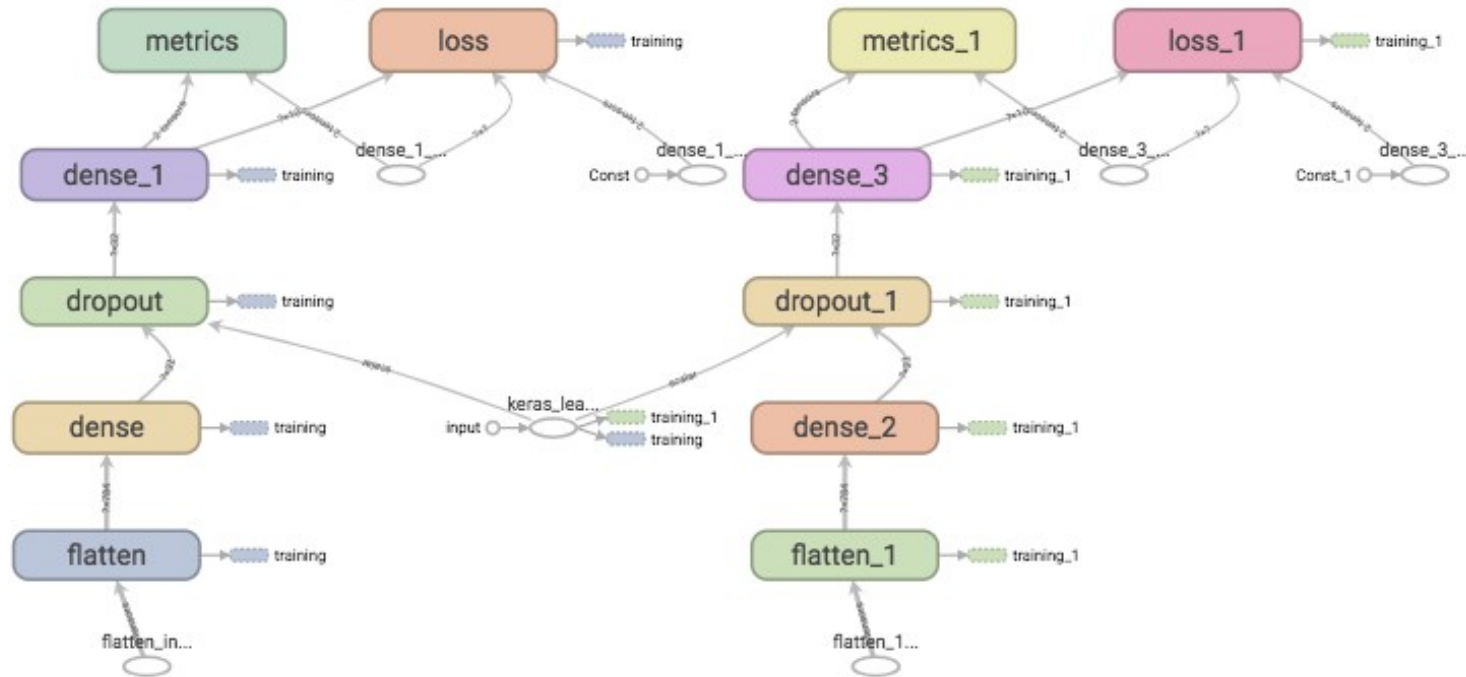 metrics
loss
training
metrics_1
loss_1
training_1
dense_1_...
dense_1_...
dense_3_...
dense_3_...
dense_1
training
Const
dense_3
training_1
Const_1
dropout
training
dropout_1
training_1
keras_lea...
scalar
dense
training
input
training_1
training
dense_2
training_1
flatten
training
flatten_1
training_1
flatten_in...
flatten_1...